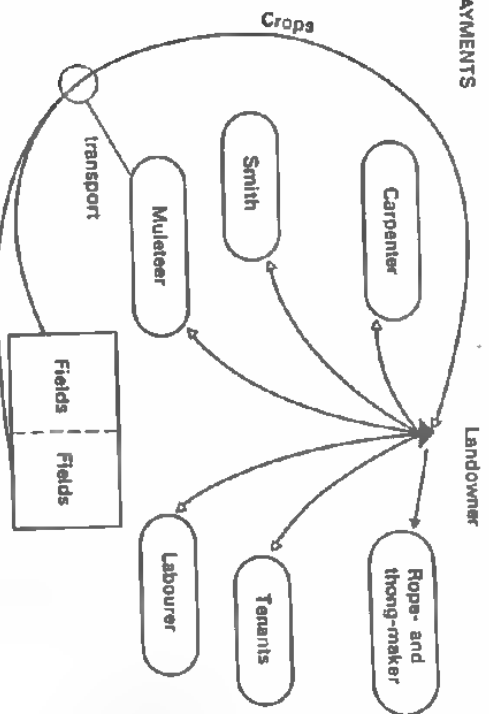 AYMENTS
Landowner
Crops
Carpenter
Rope- and
thong-maker
Smith
Tenants
Muleteer
Labourer
transport
Fields
Fields